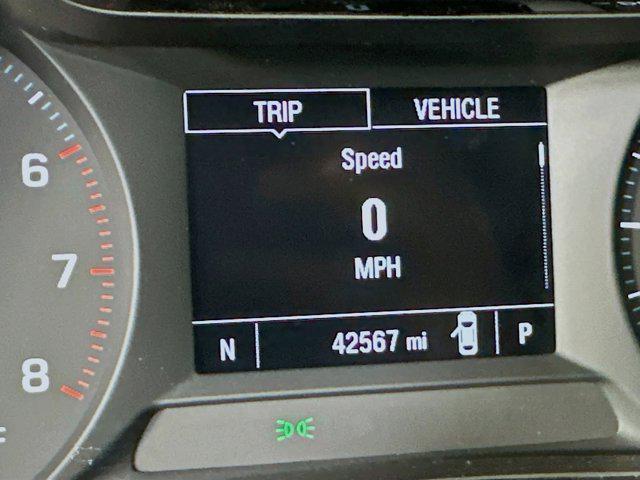 TRIP VEHICLE
Speed
0
MPH
N 42567 mi P
6
7
8